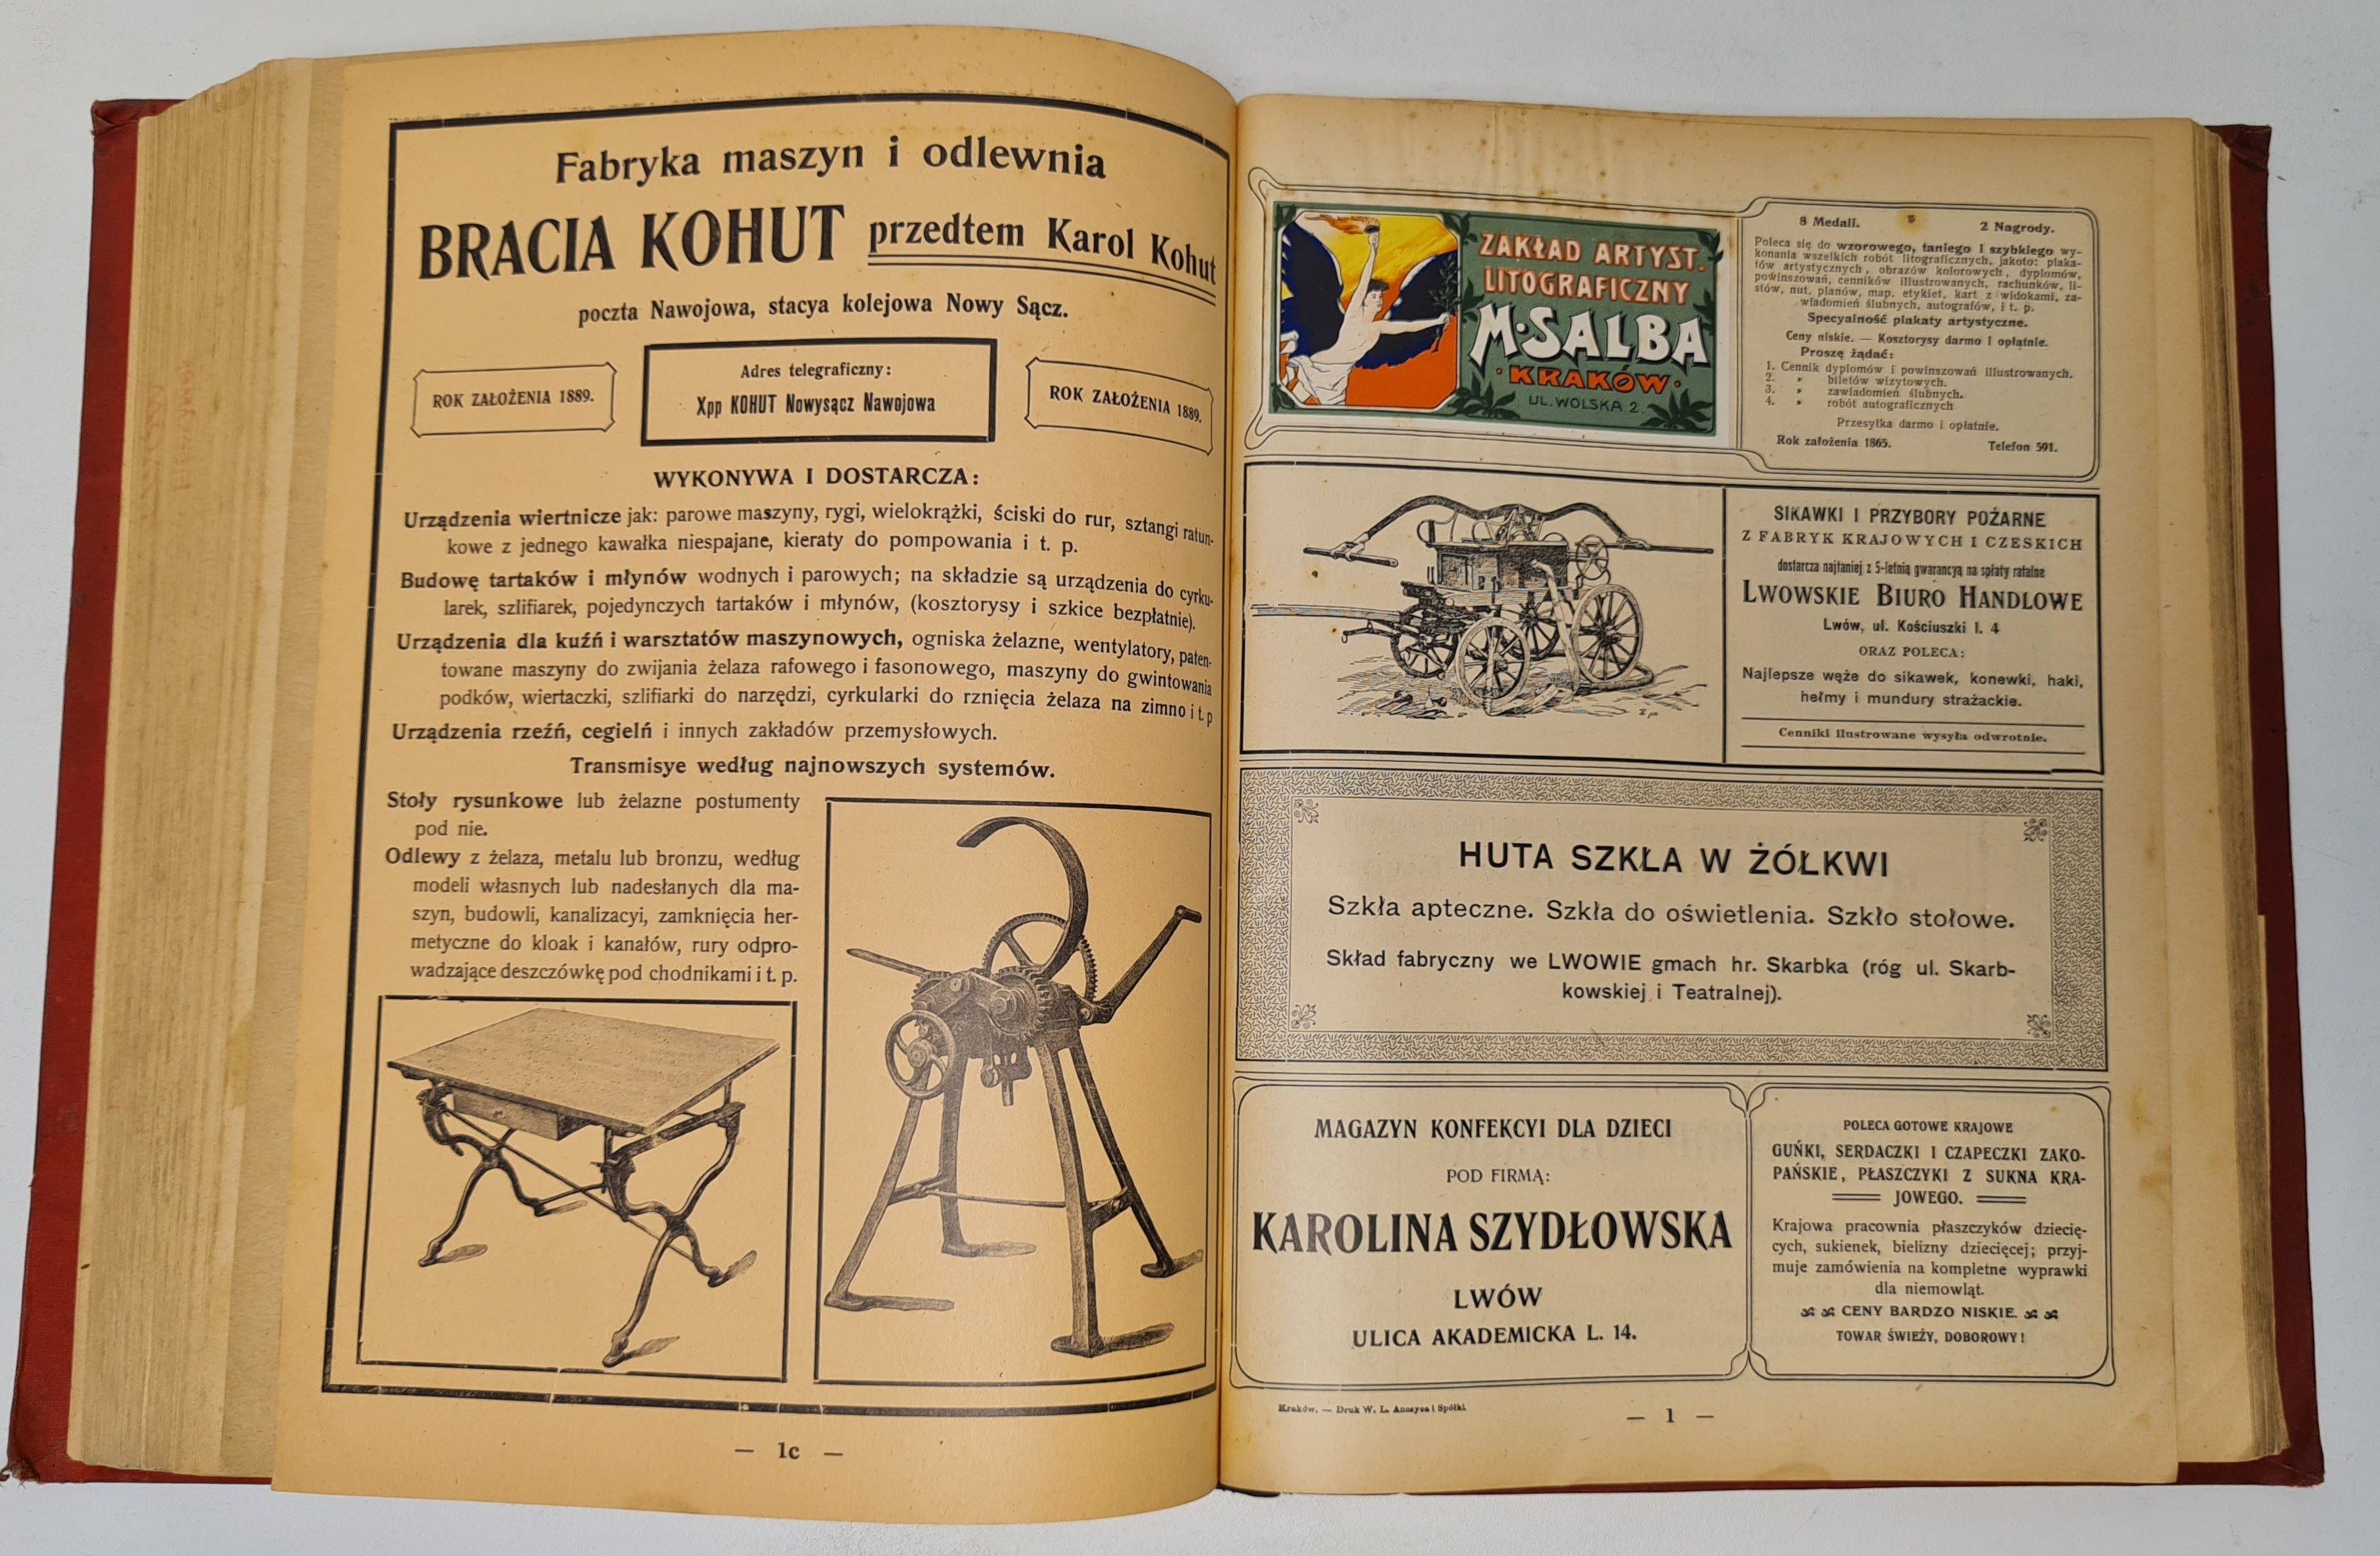 Fabryka maszyn i odlewnia
BRACIA KOHUT przedtem Karol Kohut
poczta Nawojowa, stacya kolejowa Nowy Sącz.
ROK ZAŁOŻENIA 1889.
Adres telegraficzny:
Xpp KOHUT Nowysącz Nawojowa
ROK ZAŁOŻENIA 1889.
WYKONYWA I DOSTARCZA:
Urządzenia wiertnicze jak: parowe maszyny, rygi, wielokrążki, ściski do rur, sztangi ratun-
kowe z jednego kawałka niespajane, kieraty do pompowania i t. p.
Budowę tartaków i młynów wodnych i parowych; na składzie są urządzenia do cyrku-
larek, szlifiarek, pojedynczych tartaków i młynów, (kosztorysy i szkice bezpłatnie).
Urządzenia dla kuźń i warsztatów maszynowych, ogniska żelazne, wentylatory, paten-
towane maszyny do zwijania żelaza rafowego i fasonowego, maszyny do gwintowania
podków, wiertaczki, szlifiarki do narzędzi, cyrkularki do rznięcia żelaza na zimno i t. p
Urządzenia rzeźń, cegielń i innych zakładów przemysłowych.
Transmisye według najnowszych systemów.
Stoły rysunkowe lub żelazne postumenty
pod nie.
Odlewy z żelaza, metalu lub bronzu, według
modeli własnych lub nadesłanych dla ma-
szyn, budowli, kanalizacyi, zamknięcia her-
metyczne do kloak i kanałów, rury odpro-
wadzające deszczówkę pod chodnikami i t. p.
— 1c —
ZAKŁAD ARTYST.
LITOGRAFICZNY
M·SALBA
·KRAKÓW·
UL. WOLSKA 2.
8 Medali. 2 Nagrody.
Poleca się do wzorowego, taniego i szybkiego wy-
konania wszelkich robót litograficznych, jakoto: plaka-
tów artystycznych, obrazów kolorowych, dyplomów,
powinszowań, cenników illustrowanych, rachunków, li-
stów, nut, planów, map, etykiet, kart z widokami, za-
wiadomień ślubnych, autografów, i t. p.
Specyalność plakaty artystyczne.
Ceny niskie. — Kosztorysy darmo i opłatnie.
Proszę żądać:
1. Cennik dyplomów i powinszowań illustrowanych.
2. " biletów wizytowych.
3. " zawiadomień ślubnych.
4. " robót autograficznych
Przesyłka darmo i opłatnie.
Rok założenia 1865. Telefon 591.
SIKAWKI I PRZYBORY POŻARNE
Z FABRYK KRAJOWYCH I CZESKICH
dostarcza najtaniej z 5-letnią gwarancyą na spłaty ratalne
LWOWSKIE BIURO HANDLOWE
Lwów, ul. Kościuszki l. 4
ORAZ POLECA:
Najlepsze węże do sikawek, konewki, haki,
hełmy i mundury strażackie.
Cenniki ilustrowane wysyła odwrotnie.
HUTA SZKŁA W ŻÓŁKWI
Szkła apteczne. Szkła do oświetlenia. Szkło stołowe.
Skład fabryczny we LWOWIE gmach hr. Skarbka (róg ul. Skarb-
kowskiej i Teatralnej).
MAGAZYN KONFEKCYI DLA DZIECI
POD FIRMĄ:
KAROLINA SZYDŁOWSKA
LWÓW
ULICA AKADEMICKA L. 14.
POLECA GOTOWE KRAJOWE
GUŃKI, SERDACZKI I CZAPECZKI ZAKO-
PAŃSKIE, PŁASZCZYKI Z SUKNA KRA-
JOWEGO.
Krajowa pracownia płaszczyków dziecię-
cych, sukienek, bielizny dziecięcej; przyj-
muje zamówienia na kompletne wyprawki
dla niemowląt.
CENY BARDZO NISKIE.
TOWAR ŚWIEŻY, DOBOROWY!
Kraków. — Druk W. L. Anczyca i Spółki.
— 1 —